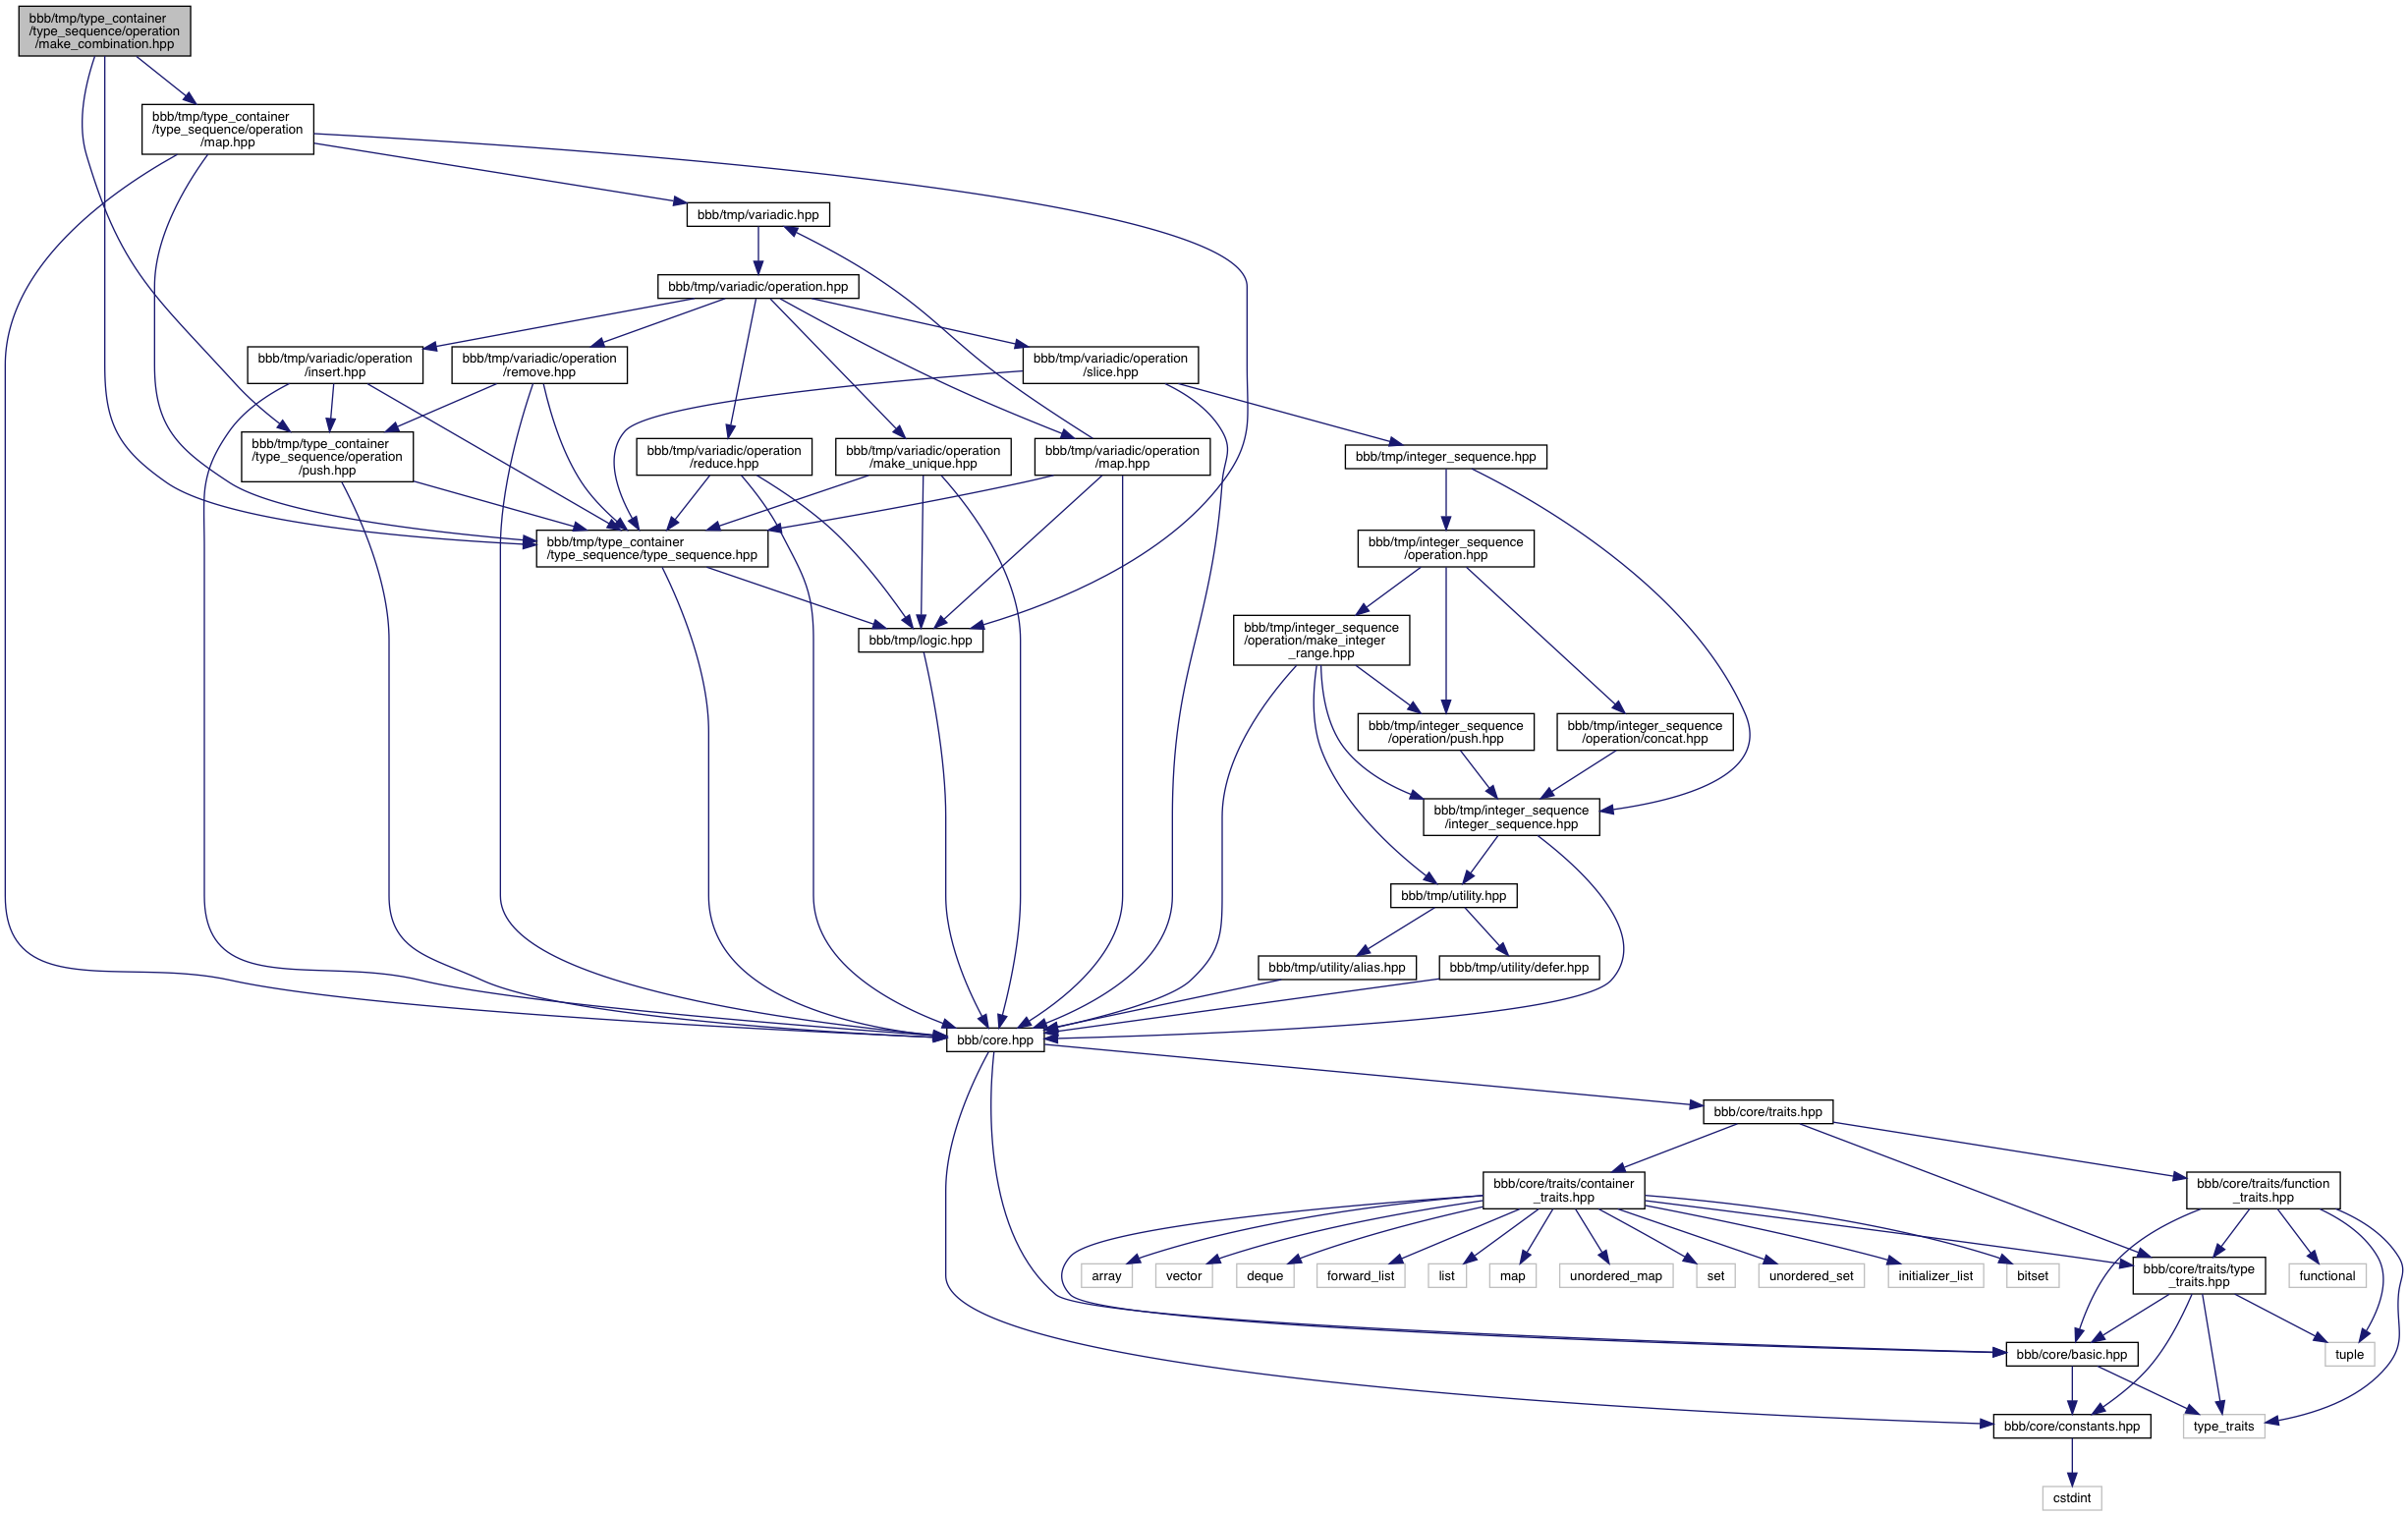 bbb/tmp/type_container
/type_sequence/operation
/make_combination.hpp
bbb/tmp/type_container
/type_sequence/operation
/map.hpp
bbb/tmp/variadic.hpp
bbb/tmp/variadic/operation.hpp
bbb/tmp/variadic/operation
/insert.hpp
bbb/tmp/variadic/operation
/remove.hpp
bbb/tmp/variadic/operation
/slice.hpp
bbb/tmp/type_container
/type_sequence/operation
/push.hpp
bbb/tmp/variadic/operation
/reduce.hpp
bbb/tmp/variadic/operation
/make_unique.hpp
bbb/tmp/variadic/operation
/map.hpp
bbb/tmp/integer_sequence.hpp
bbb/tmp/type_container
/type_sequence/type_sequence.hpp
bbb/tmp/integer_sequence
/operation.hpp
bbb/tmp/logic.hpp
bbb/tmp/integer_sequence
/operation/make_integer
_range.hpp
bbb/tmp/integer_sequence
/operation/push.hpp
bbb/tmp/integer_sequence
/operation/concat.hpp
bbb/tmp/integer_sequence
/integer_sequence.hpp
bbb/tmp/utility.hpp
bbb/tmp/utility/alias.hpp
bbb/tmp/utility/defer.hpp
bbb/core.hpp
bbb/core/traits.hpp
bbb/core/traits/container
_traits.hpp
bbb/core/traits/function
_traits.hpp
array
vector
deque
forward_list
list
map
unordered_map
set
unordered_set
initializer_list
bitset
bbb/core/traits/type
_traits.hpp
functional
bbb/core/basic.hpp
tuple
bbb/core/constants.hpp
type_traits
cstdint